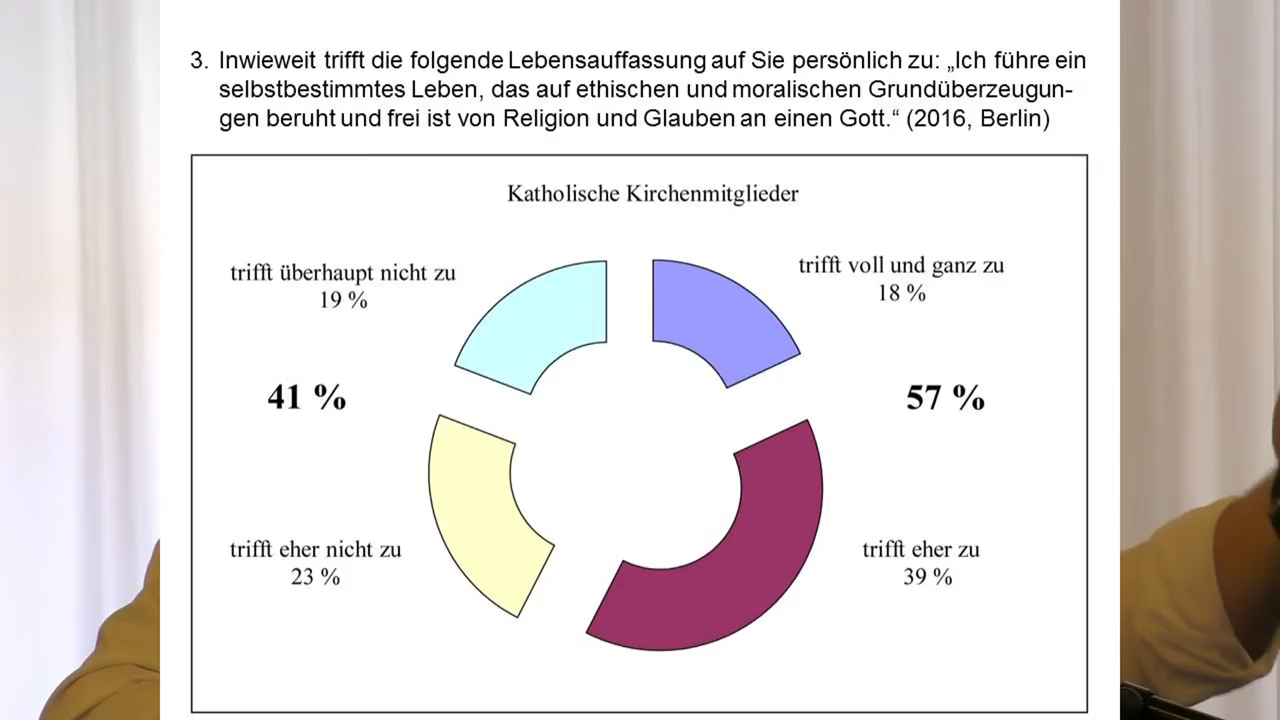 3. Inwieweit trifft die folgende Lebensauffassung auf Sie persönlich zu: „Ich führe ein
selbstbestimmtes Leben, das auf ethischen und moralischen Grundüberzeugun-
gen beruht und frei ist von Religion und Glauben an einen Gott.“ (2016, Berlin)
Katholische Kirchenmitglieder
trifft überhaupt nicht zu
19 %
trifft voll und ganz zu
18 %
41 %
57 %
trifft eher nicht zu
23 %
trifft eher zu
39 %